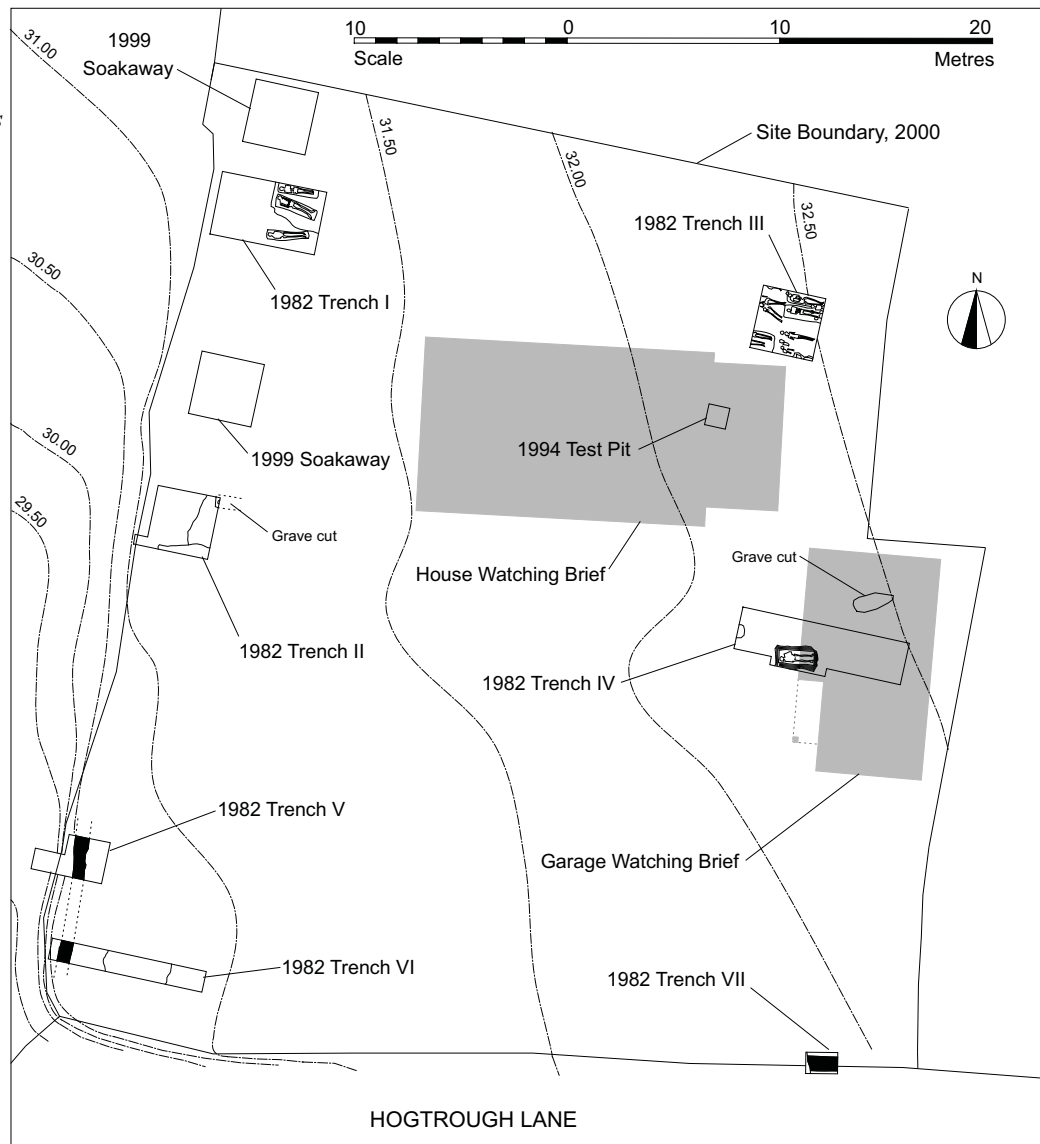 10 0 10 20
Scale Metres
1999
Soakaway
31.00
31.50
32.00
32.50
Site Boundary, 2000
1982 Trench III
N
30.50
1982 Trench I
30.00
29.50
1999 Soakaway
1994 Test Pit
Grave cut
House Watching Brief
Grave cut
1982 Trench II
1982 Trench IV
1982 Trench V
Garage Watching Brief
1982 Trench VI
1982 Trench VII
HOGTROUGH LANE